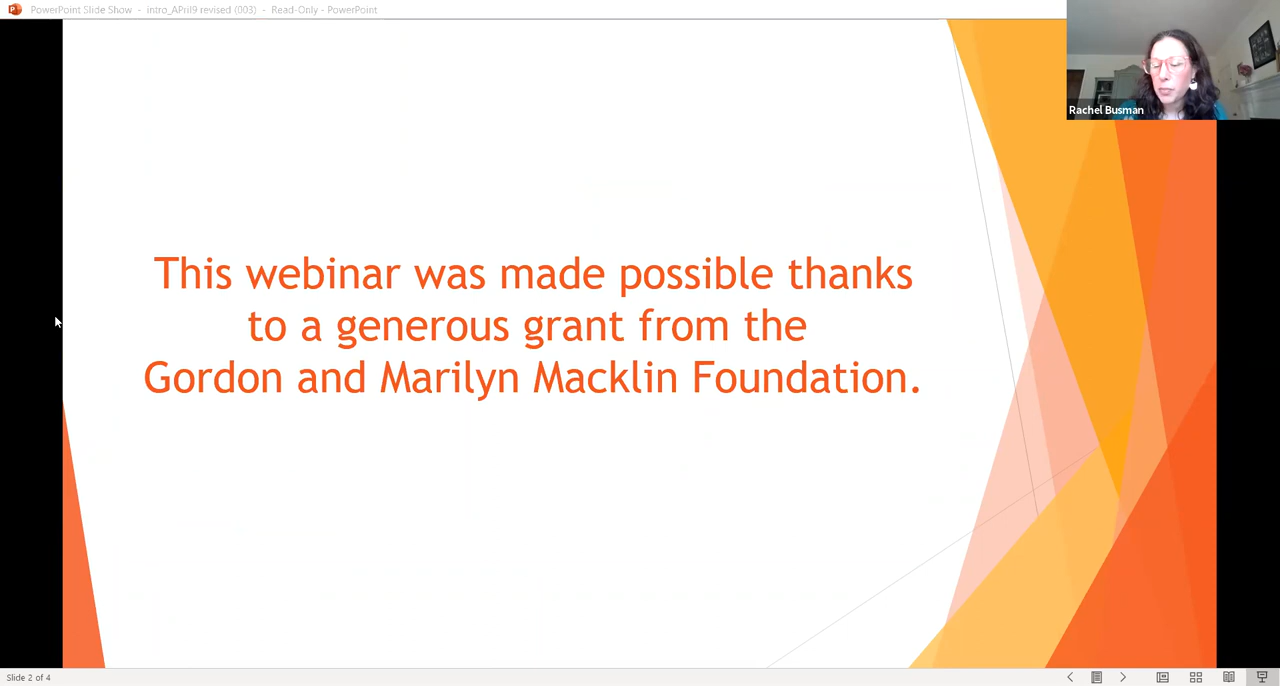 PowerPoint Slide Show - intro_APril9 revised (003) - Read-Only - PowerPoint
Rachel Busman
This webinar was made possible thanks
to a generous grant from the
Gordon and Marilyn Macklin Foundation.
Slide 2 of 4